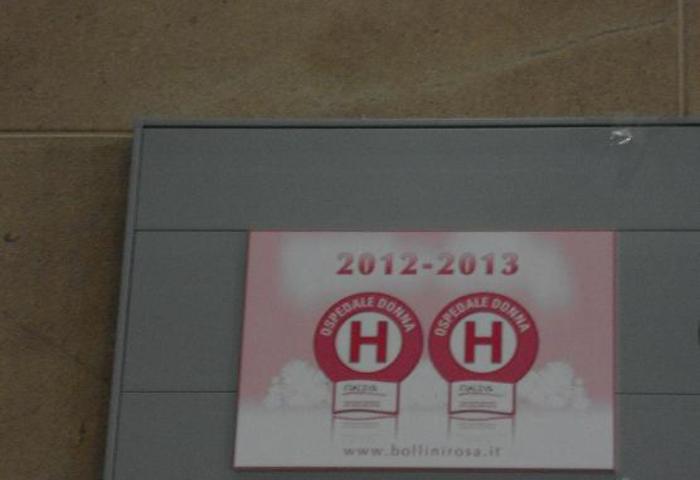 2012-2013
OSPEDALE DONNA OSPEDALE DONNA
H H
www.bollinirosa.it